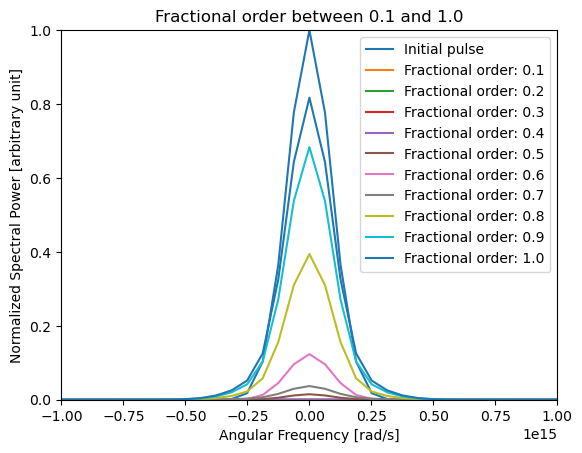 Fractional order between 0.1 and 1.0
Normalized Spectral Power [arbitrary unit]
1.0
0.8
0.6
0.4
0.2
0.0
Initial pulse
Fractional order: 0.1
Fractional order: 0.2
Fractional order: 0.3
Fractional order: 0.4
Fractional order: 0.5
Fractional order: 0.6
Fractional order: 0.7
Fractional order: 0.8
Fractional order: 0.9
Fractional order: 1.0
−1.00 −0.75 −0.50 −0.25 0.00 0.25 0.50 0.75 1.00
Angular Frequency [rad/s]
1e15